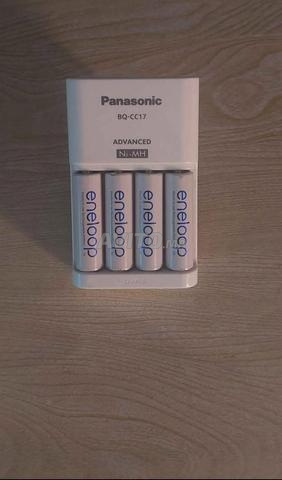 Panasonic
BQ-CC17
ADVANCED
Ni-MH
eneloop
eneloop
eneloop
eneloop